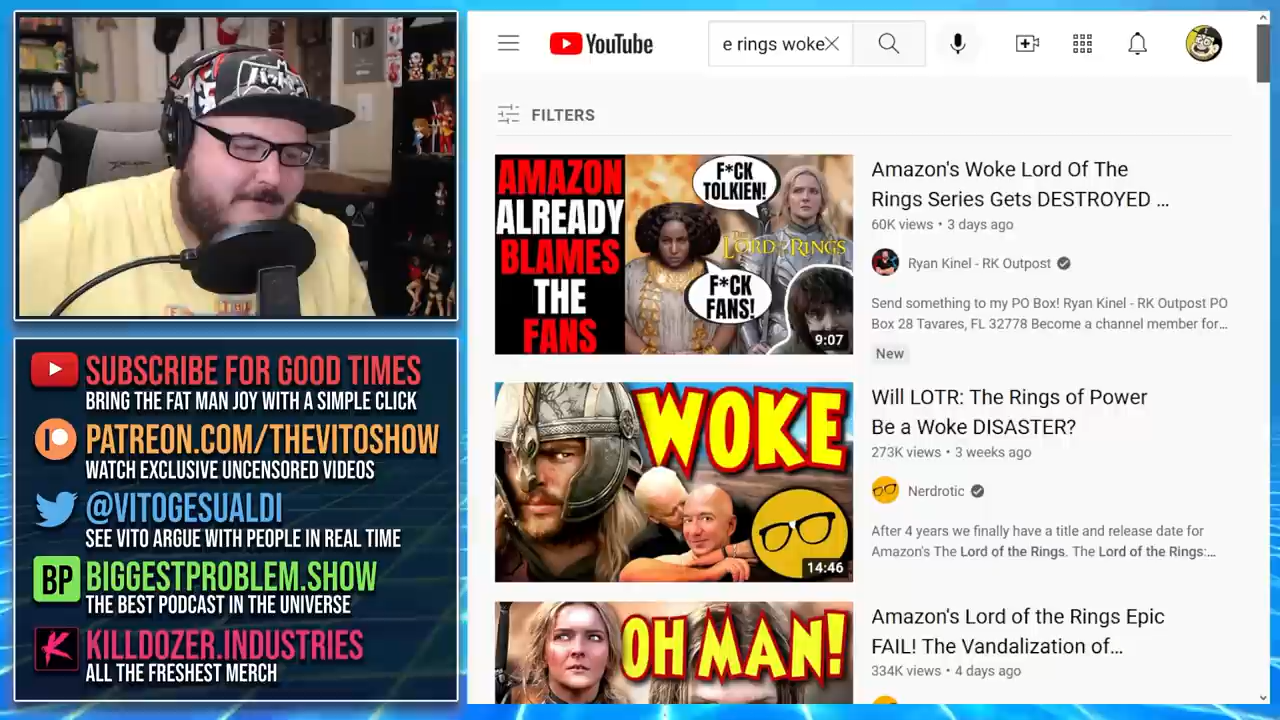 SUBSCRIBE FOR GOOD TIMES
BRING THE FAT MAN JOY WITH A SIMPLE CLICK
PATREON.COM/THEVITOSHOW
WATCH EXCLUSIVE UNCENSORED VIDEOS
@VITOGESUALDI
SEE VITO ARGUE WITH PEOPLE IN REAL TIME
BP
BIGGESTPROBLEM.SHOW
THE BEST PODCAST IN THE UNIVERSE
K
KILLDOZER.INDUSTRIES
ALL THE FRESHEST MERCH
YouTube
e rings woke
FILTERS
AMAZON
ALREADY
BLAMES
THE
FANS
F*CK
TOLKIEN!
THE
LORD OF THE RINGS
F*CK
FANS!
9:07
Amazon's Woke Lord Of The
Rings Series Gets DESTROYED ...
60K views • 3 days ago
Ryan Kinel - RK Outpost
Send something to my PO Box! Ryan Kinel - RK Outpost PO
Box 28 Tavares, FL 32778 Become a channel member for...
New
WOKE
14:46
Will LOTR: The Rings of Power
Be a Woke DISASTER?
273K views • 3 weeks ago
Nerdrotic
After 4 years we finally have a title and release date for
Amazon's The Lord of the Rings. The Lord of the Rings:...
OH MAN!
Amazon's Lord of the Rings Epic
FAIL! The Vandalization of...
334K views • 4 days ago